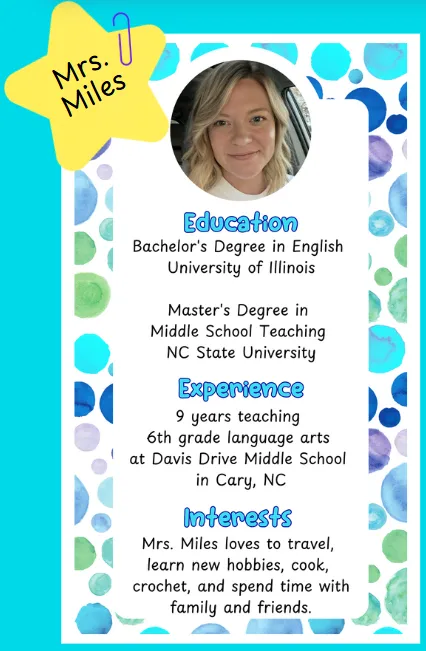 Mrs.
Miles
Education
Bachelor's Degree in English
University of Illinois
Master's Degree in
Middle School Teaching
NC State University
Experience
9 years teaching
6th grade language arts
at Davis Drive Middle School
in Cary, NC
Interests
Mrs. Miles loves to travel,
learn new hobbies, cook,
crochet, and spend time with
family and friends.